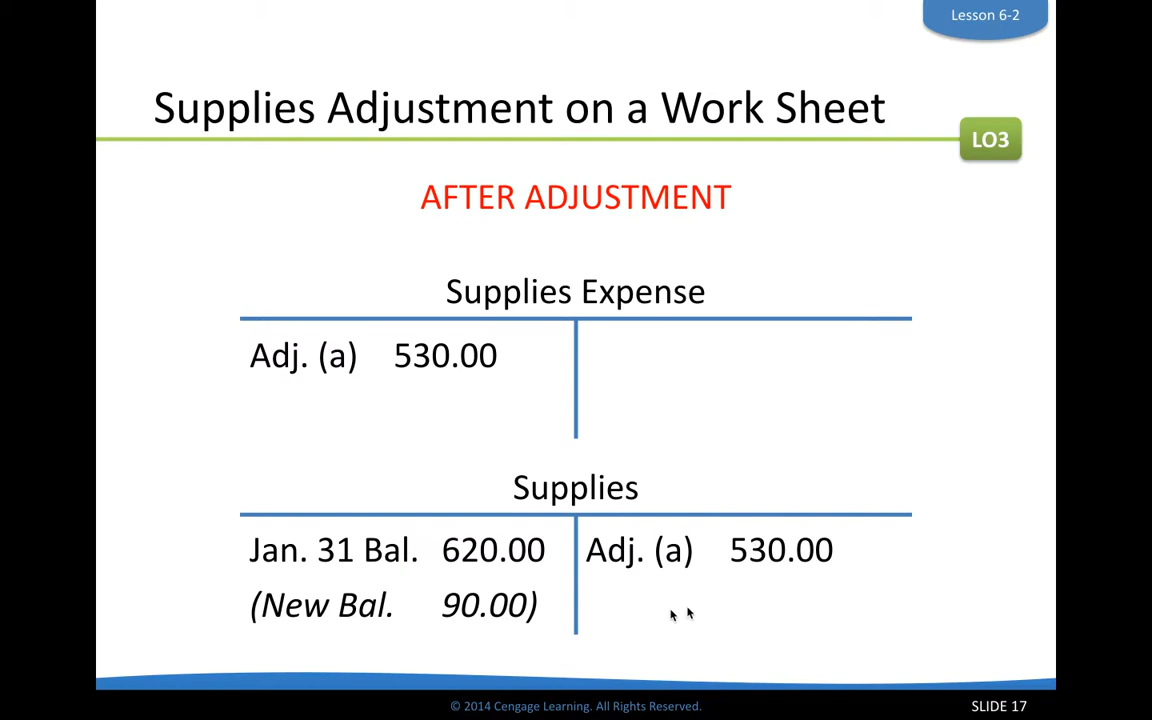 Lesson 6-2
Supplies Adjustment on a Work Sheet
LO3
AFTER ADJUSTMENT
Supplies Expense
Adj. (a) 530.00
Supplies
Jan. 31 Bal. 620.00 Adj. (a) 530.00
(New Bal. 90.00)
© 2014 Cengage Learning. All Rights Reserved.
SLIDE 17